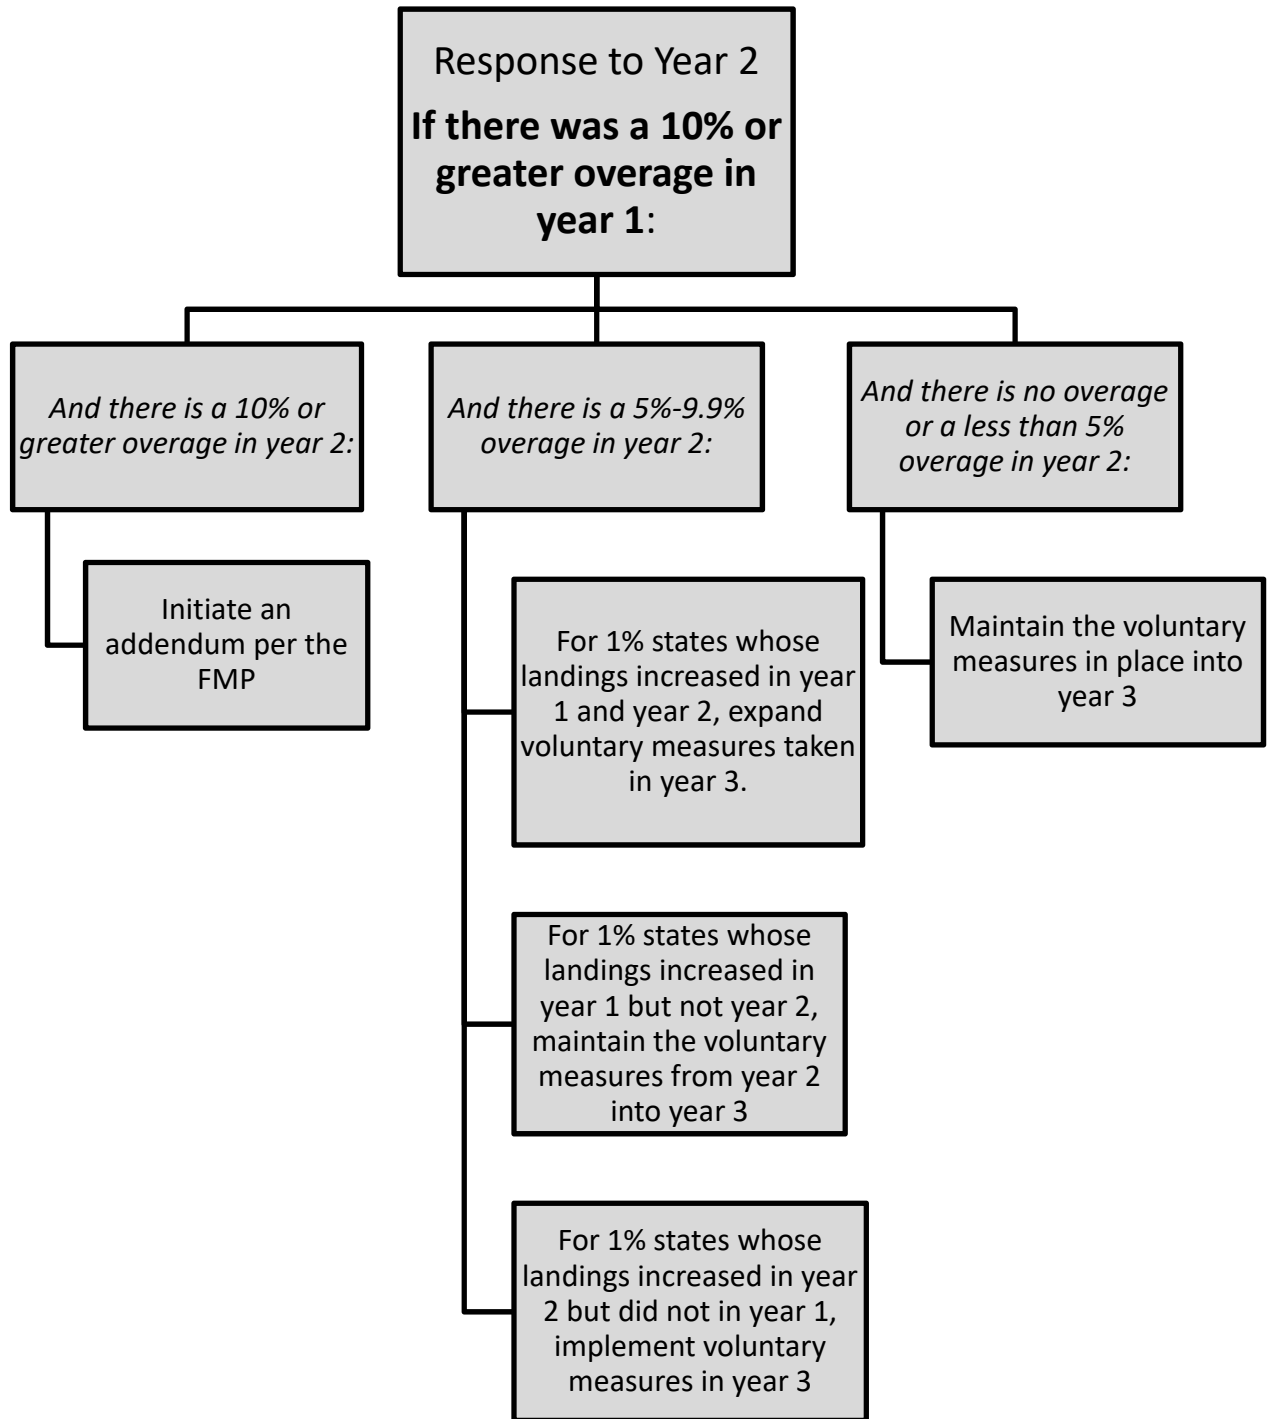 Response to Year 2
If there was a 10% or
greater overage in
year 1:
And there is a 10% or
greater overage in year 2:
Initiate an
addendum per the
FMP
And there is a 5%-9.9%
overage in year 2:
For 1% states whose
landings increased in year
1 and year 2, expand
voluntary measures taken
in year 3.
For 1% states whose
landings increased in
year 1 but not year 2,
maintain the voluntary
measures from year 2
into year 3
For 1% states whose
landings increased in year
2 but did not in year 1,
implement voluntary
measures in year 3
And there is no overage
or a less than 5%
overage in year 2:
Maintain the voluntary
measures in place into
year 3